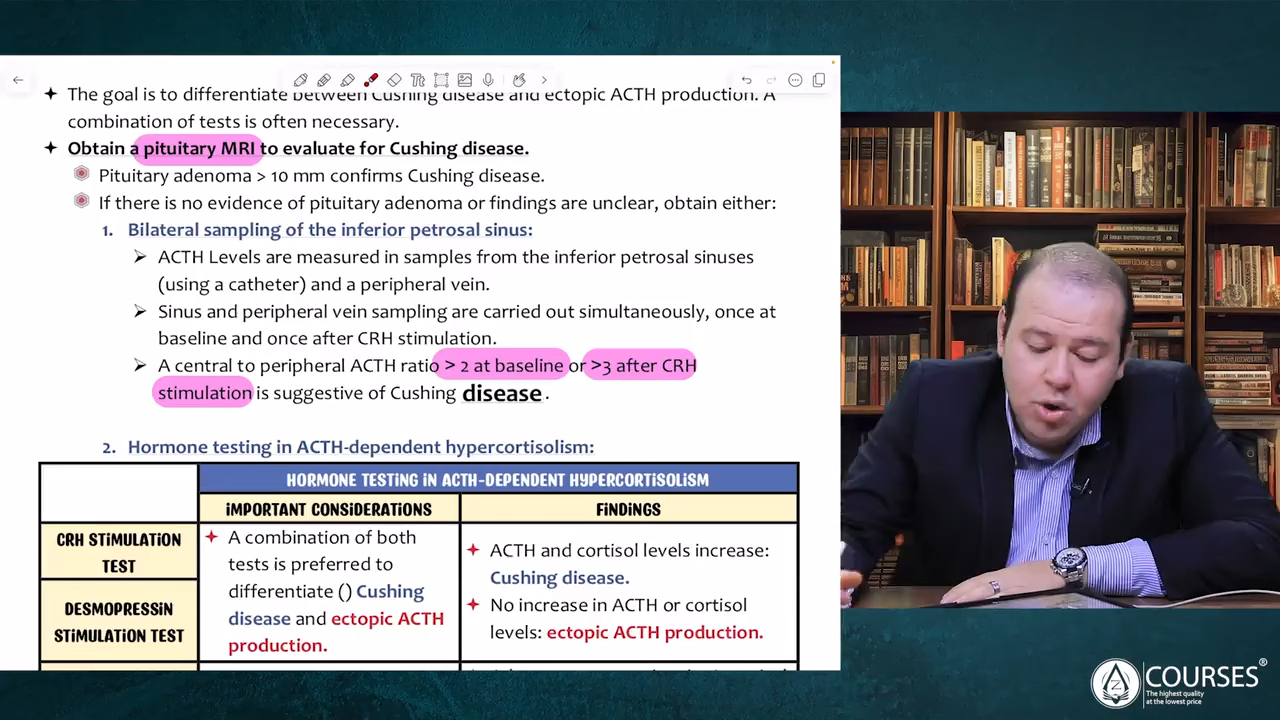 The goal is to differentiate between Cushing disease and ectopic ACTH production. A
combination of tests is often necessary.
Obtain a pituitary MRI to evaluate for Cushing disease.
Pituitary adenoma > 10 mm confirms Cushing disease.
If there is no evidence of pituitary adenoma or findings are unclear, obtain either:
1. Bilateral sampling of the inferior petrosal sinus:
ACTH Levels are measured in samples from the inferior petrosal sinuses
(using a catheter) and a peripheral vein.
Sinus and peripheral vein sampling are carried out simultaneously, once at
baseline and once after CRH stimulation.
A central to peripheral ACTH ratio > 2 at baseline or >3 after CRH
stimulation is suggestive of Cushing disease.
2. Hormone testing in ACTH-dependent hypercortisolism:
HORMONE TESTING IN ACTH-DEPENDENT HYPERCORTISOLISM
IMPORTANT CONSIDERATIONS
FINDINGS
CRH STIMULATION
TEST
DESMOPRESSIN
STIMULATION TEST
A combination of both
tests is preferred to
differentiate () Cushing
disease and ectopic ACTH
production.
ACTH and cortisol levels increase:
Cushing disease.
No increase in ACTH or cortisol
levels: ectopic ACTH production.
Z
COURSES®
The highest quality
at the lowest price